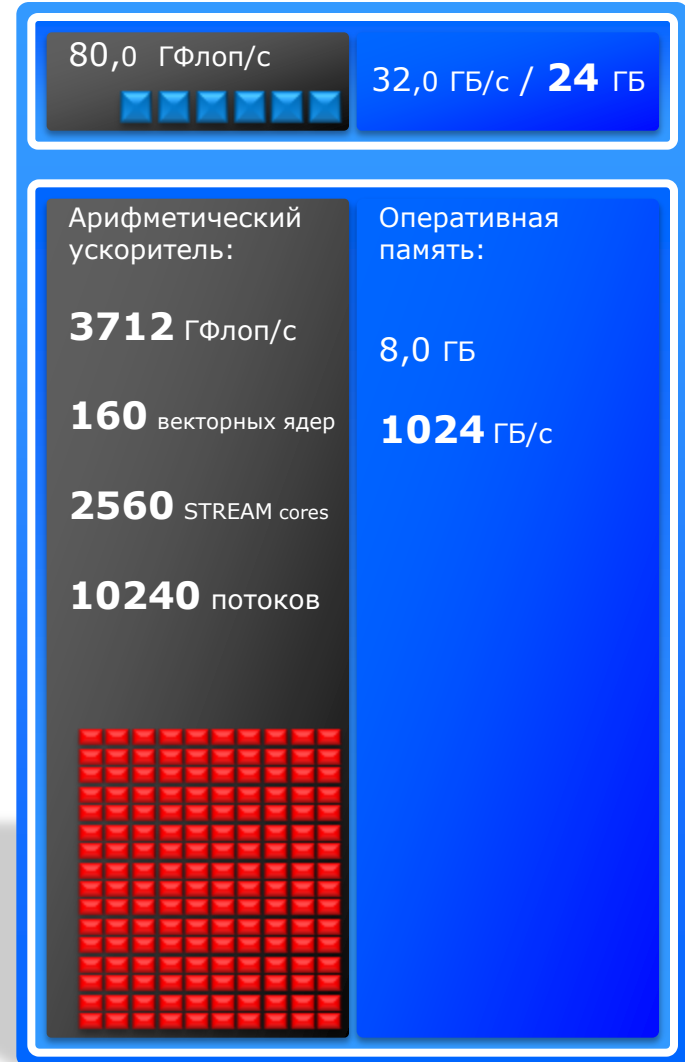 80,0 ГФлоп/с
32,0 ГБ/с / 24 ГБ
Арифметический
ускоритель:
3712 ГФлоп/с
160 векторных ядер
2560 STREAM cores
10240 потоков
Оперативная
память:
8,0 ГБ
1024 ГБ/с